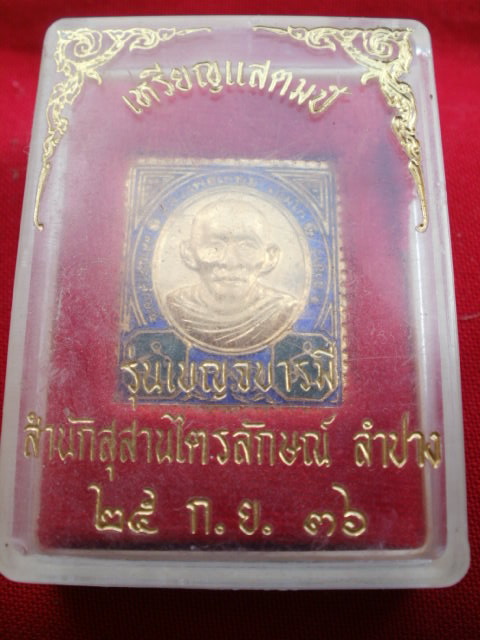 เหรียญแสตมป์
รุ่นเบญจบารมี
สำนักสุสานไตรลักษณ์ ลำปาง
๒๕ ก.ย. ๓๖